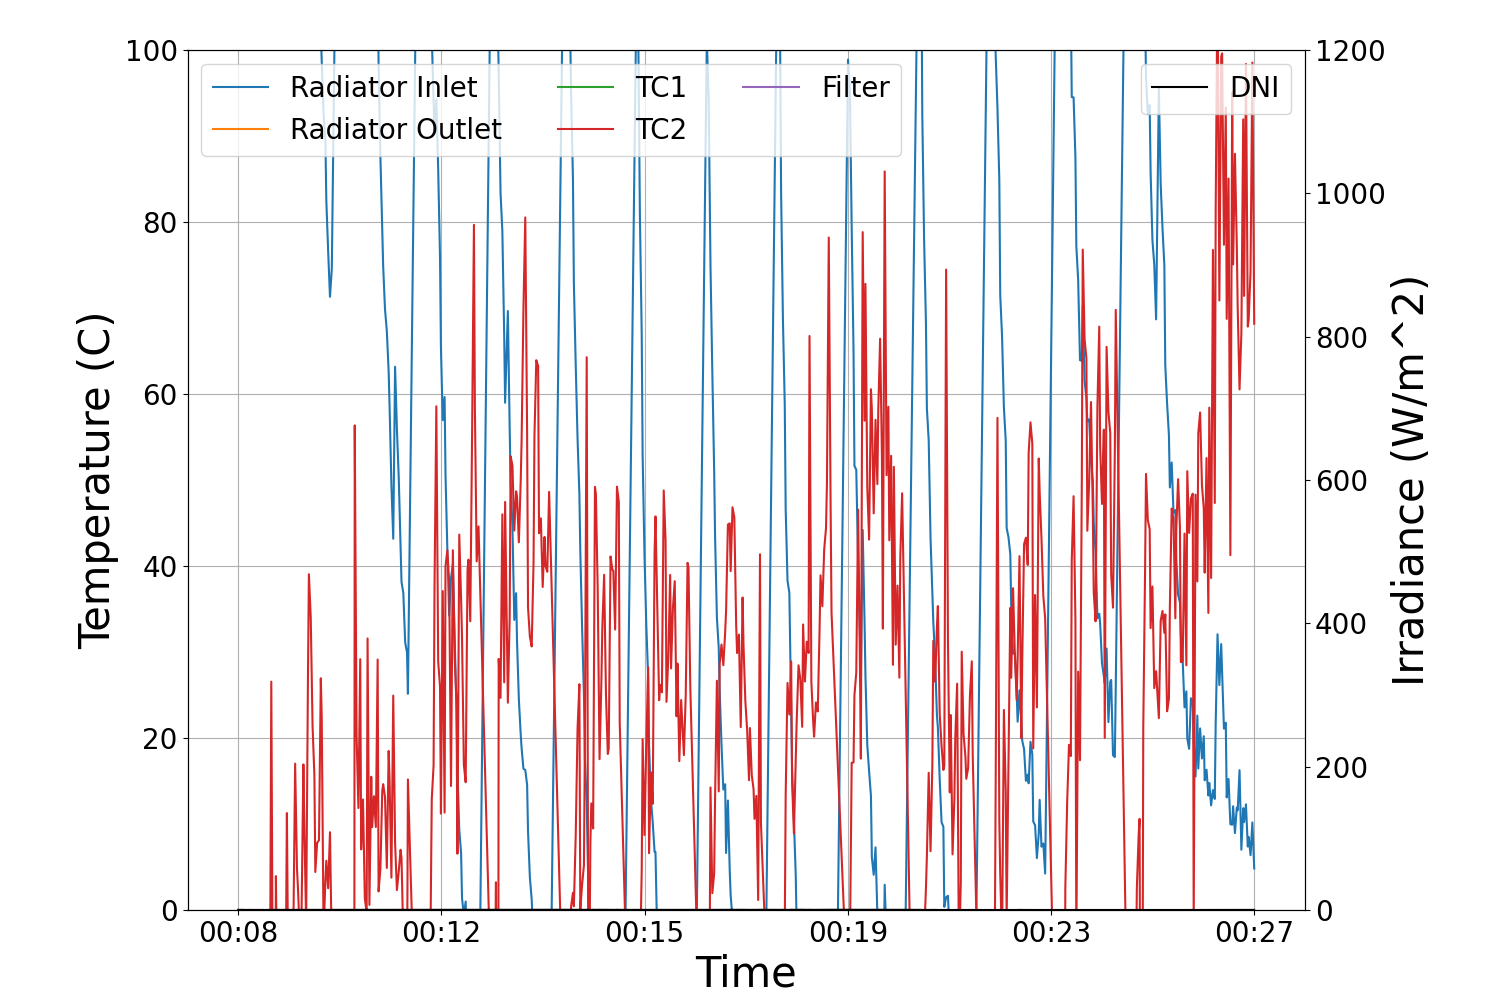 100
80
60
40
20
0
Temperature (C)
Radiator Inlet
Radiator Outlet
TC1
TC2
Filter
DNI
1200
1000
800
600
400
200
0
Irradiance (W/m^2)
00:08
00:12
00:15
00:19
00:23
00:27
Time